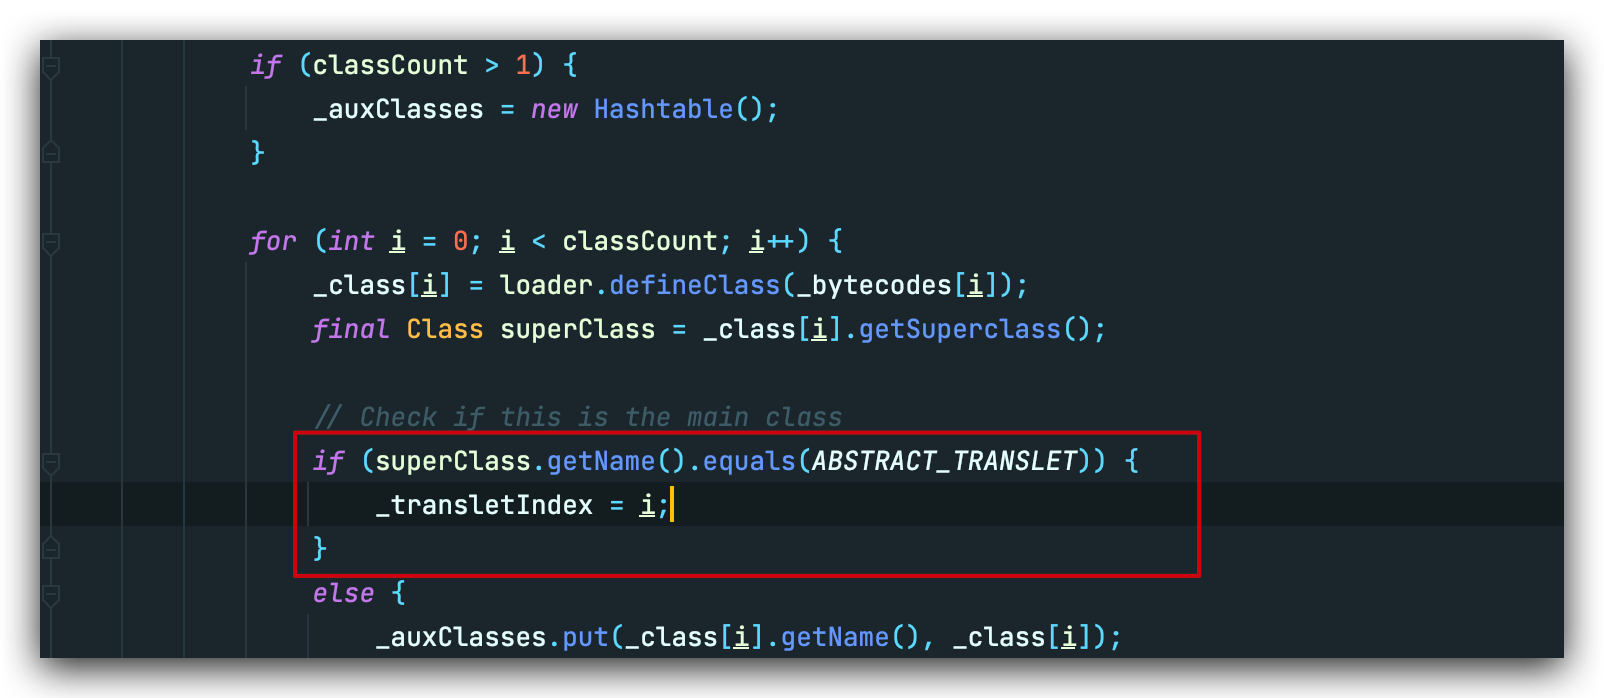 if (classCount > 1) {
_auxClasses = new Hashtable();
}
for (int i = 0; i < classCount; i++) {
_class[i] = loader.defineClass(_bytecodes[i]);
final Class superClass = _class[i].getSuperclass();
// Check if this is the main class
if (superClass.getName().equals(ABSTRACT_TRANSLET)) {
_transletIndex = i;
}
else {
_auxClasses.put(_class[i].getName(), _class[i]);